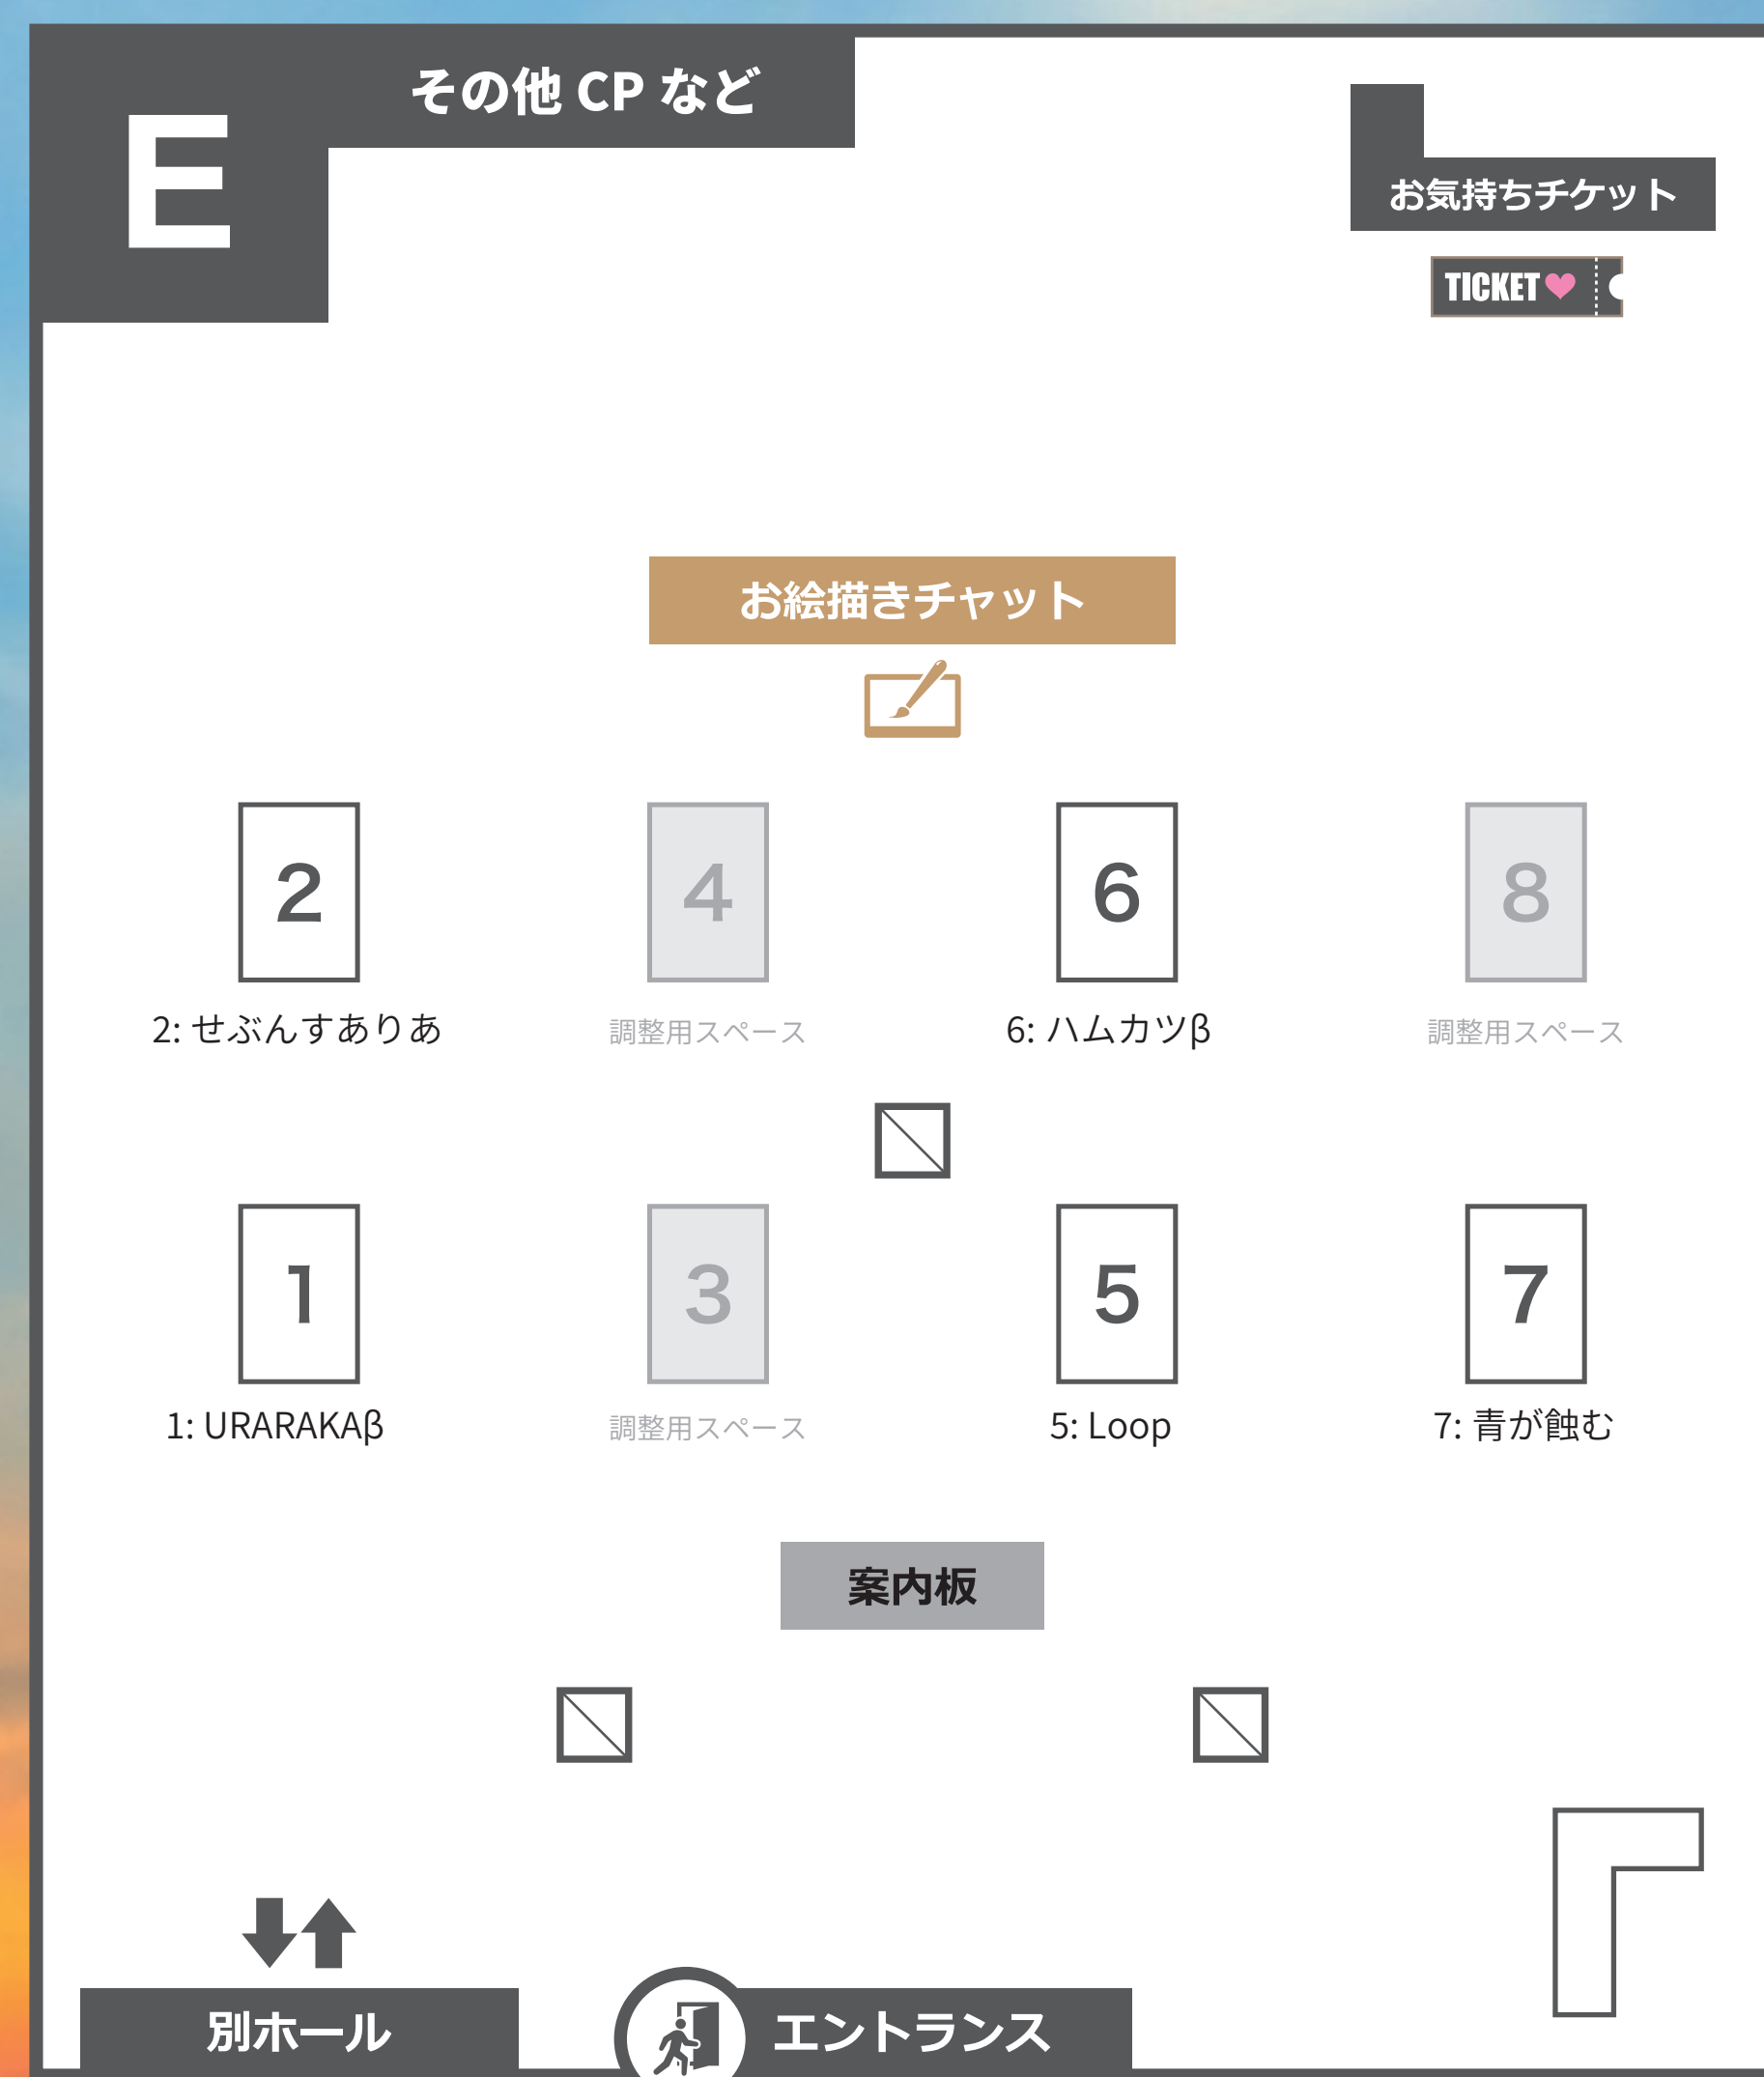 その他 CP など
E
お気持ちチケット
TICKET
お絵描きチャット
2
4
6
8
2: せぶんすありあ
調整用スペース
6: ハムカツβ
調整用スペース
1
3
5
7
1: URARAKAβ
調整用スペース
5: Loop
7: 青が蝕む
案内板
別ホール
エントランス